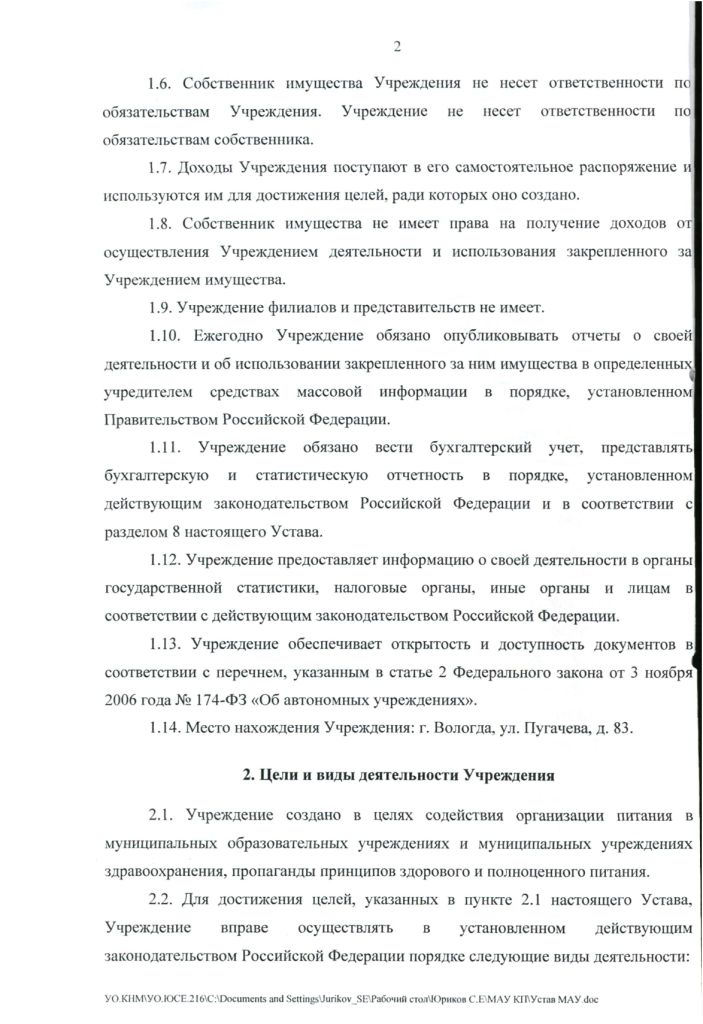 2
1.6. Собственник имущества Учреждения не несет ответственности по
обязательствам Учреждения. Учреждение не несет ответственности по
обязательствам собственника.
1.7. Доходы Учреждения поступают в его самостоятельное распоряжение и
используются им для достижения целей, ради которых оно создано.
1.8. Собственник имущества не имеет права на получение доходов от
осуществления Учреждением деятельности и использования закрепленного за
Учреждением имущества.
1.9. Учреждение филиалов и представительств не имеет.
1.10. Ежегодно Учреждение обязано опубликовывать отчеты о своей
деятельности и об использовании закрепленного за ним имущества в определенных
учредителем средствах массовой информации в порядке, установленном
Правительством Российской Федерации.
1.11. Учреждение обязано вести бухгалтерский учет, представлять
бухгалтерскую и статистическую отчетность в порядке, установленном
действующим законодательством Российской Федерации и в соответствии с
разделом 8 настоящего Устава.
1.12. Учреждение предоставляет информацию о своей деятельности в органы
государственной статистики, налоговые органы, иные органы и лицам в
соответствии с действующим законодательством Российской Федерации.
1.13. Учреждение обеспечивает открытость и доступность документов в
соответствии с перечнем, указанным в статье 2 Федерального закона от 3 ноября
2006 года № 174-ФЗ «Об автономных учреждениях».
1.14. Место нахождения Учреждения: г. Вологда, ул. Пугачева, д. 83.
2. Цели и виды деятельности Учреждения
2.1. Учреждение создано в целях содействия организации питания в
муниципальных образовательных учреждениях и муниципальных учреждениях
здравоохранения, пропаганды принципов здорового и полноценного питания.
2.2. Для достижения целей, указанных в пункте 2.1 настоящего Устава,
Учреждение вправе осуществлять в установленном действующим
законодательством Российской Федерации порядке следующие виды деятельности:
УО.КНМ\УО.ЮСЕ.216\C:\Documents and Settings\Jurikov_SE\Рабочий стол\Юриков С.Е\МАУ КП\Устав МАУ.doc